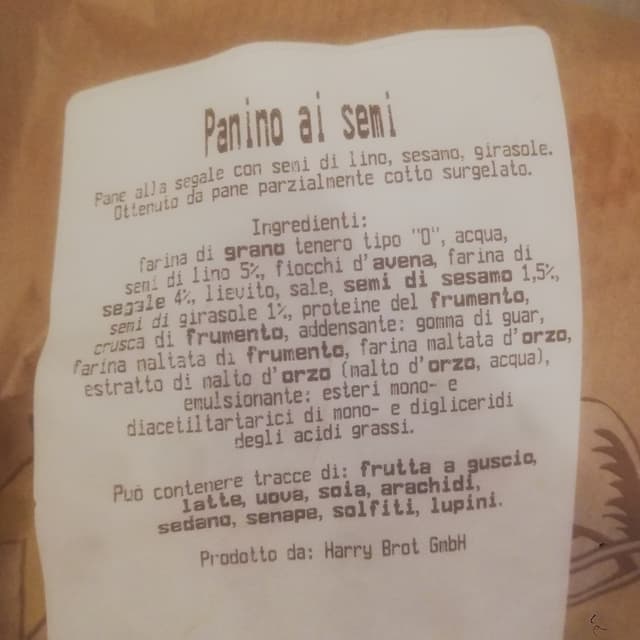 Panino ai semi
Pane alla segale con semi di lino, sesamo, girasole.
Ottenuto da pane parzialmente cotto surgelato.
Ingredienti:
farina di grano tenero tipo "0", acqua,
semi di lino 5%, fiocchi d'avena, farina di
segale 4%, lievito, sale, semi di sesamo 1,5%,
semi di girasole 1%, proteine del frumento,
crusca di frumento, addensante: gomma di guar,
farina maltata di frumento, farina maltata d'orzo,
estratto di malto d'orzo (malto d'orzo, acqua),
emulsionante: esteri mono- e
diacetiltartarici di mono- e digliceridi
degli acidi grassi.
Può contenere tracce di: frutta a guscio,
latte, uova, soia, arachidi,
sedano, senape, solfiti, lupini.
Prodotto da: Harry Brot GmbH